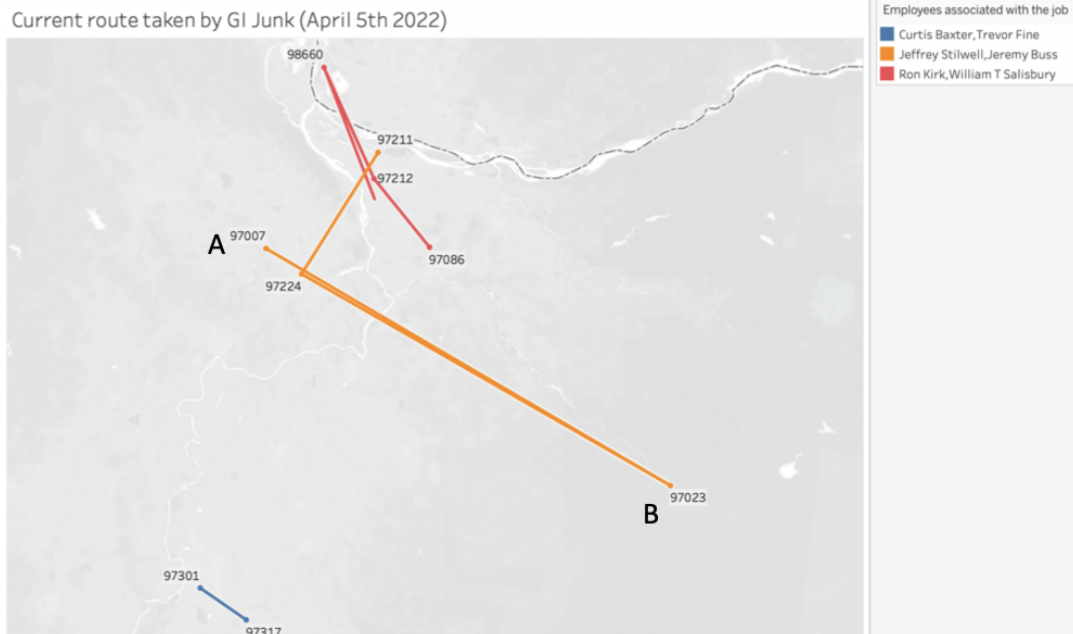 Current route taken by GI Junk (April 5th 2022)
Employees associated with the job
Curtis Baxter,Trevor Fine
Jeffrey Stilwell,Jeremy Buss
Ron Kirk,William T Salisbury
98660
97211
97212
A
97007
97086
97224
97023
B
97301
97317